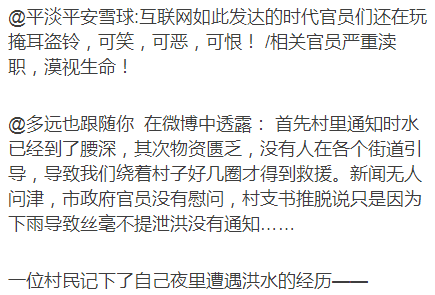 @平淡平安雪球:互联网如此发达的时代官员们还在玩
掩耳盗铃，可笑，可恶，可恨！ /相关官员严重渎
职，漠视生命！
@多远也跟随你  在微博中透露： 首先村里通知时水
已经到了腰深，其次物资匮乏，没有人在各个街道引
导，导致我们绕着村子好几圈才得到救援。新闻无人
问津，市政府官员没有慰问，村支书推脱说只是因为
下雨导致丝毫不提泄洪没有通知……
一位村民记下了自己夜里遭遇洪水的经历——